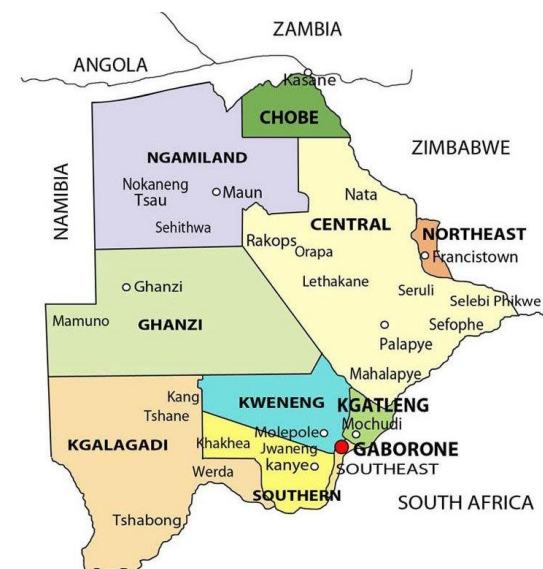 ZAMBIA
ANGOLA
Kasane
CHOBE
ZIMBABWE
NAMIBIA
NGAMILAND
Nokaneng
Tsau
Maun
Sehithwa
Nata
CENTRAL
NORTHEAST
Rakops
Orapa
Francistown
Lethakane
Seruli
Selebi Phikwe
Sefophe
Palapye
Mahalapye
Ghanzi
Mamuno
GHANZI
Kang
Tshane
KWENENG
KGATLENG
Mochudi
KGALAGADI
Khakhea
Molepole
Jwaneng
kanye
GABORONE
SOUTHEAST
Werda
SOUTHERN
SOUTH AFRICA
Tshabong